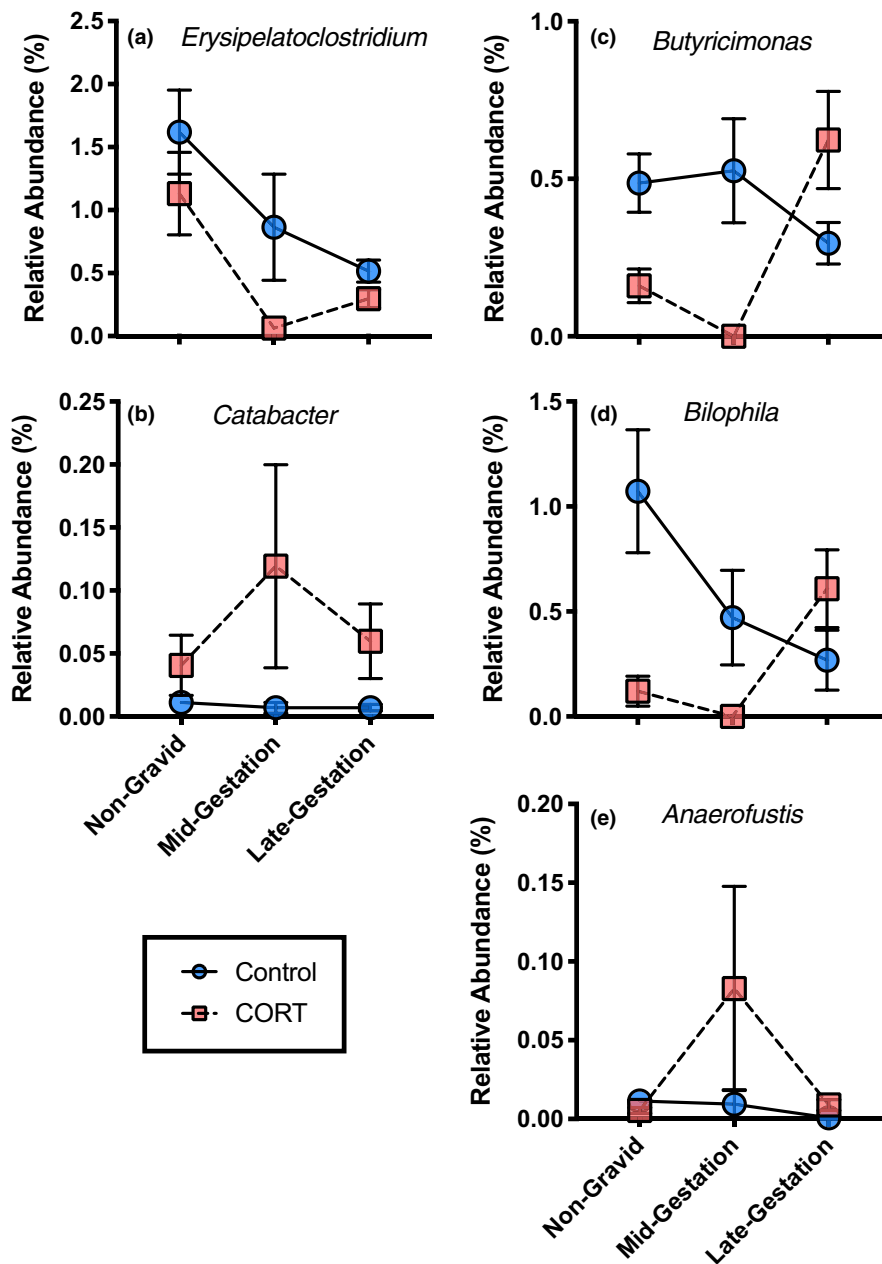 (a) Erysipelatoclostridium
Relative Abundance (%)
2.5
2.0
1.5
1.0
0.5
0.0
(c) Butyricimonas
Relative Abundance (%)
1.0
0.5
0.0
(b) Catabacter
Relative Abundance (%)
0.25
0.20
0.15
0.10
0.05
0.00
Non-Gravid
Mid-Gestation
Late-Gestation
(d) Bilophila
Relative Abundance (%)
1.5
1.0
0.5
0.0
(e) Anaerofustis
Relative Abundance (%)
0.20
0.15
0.10
0.05
0.00
Non-Gravid
Mid-Gestation
Late-Gestation
Control
CORT